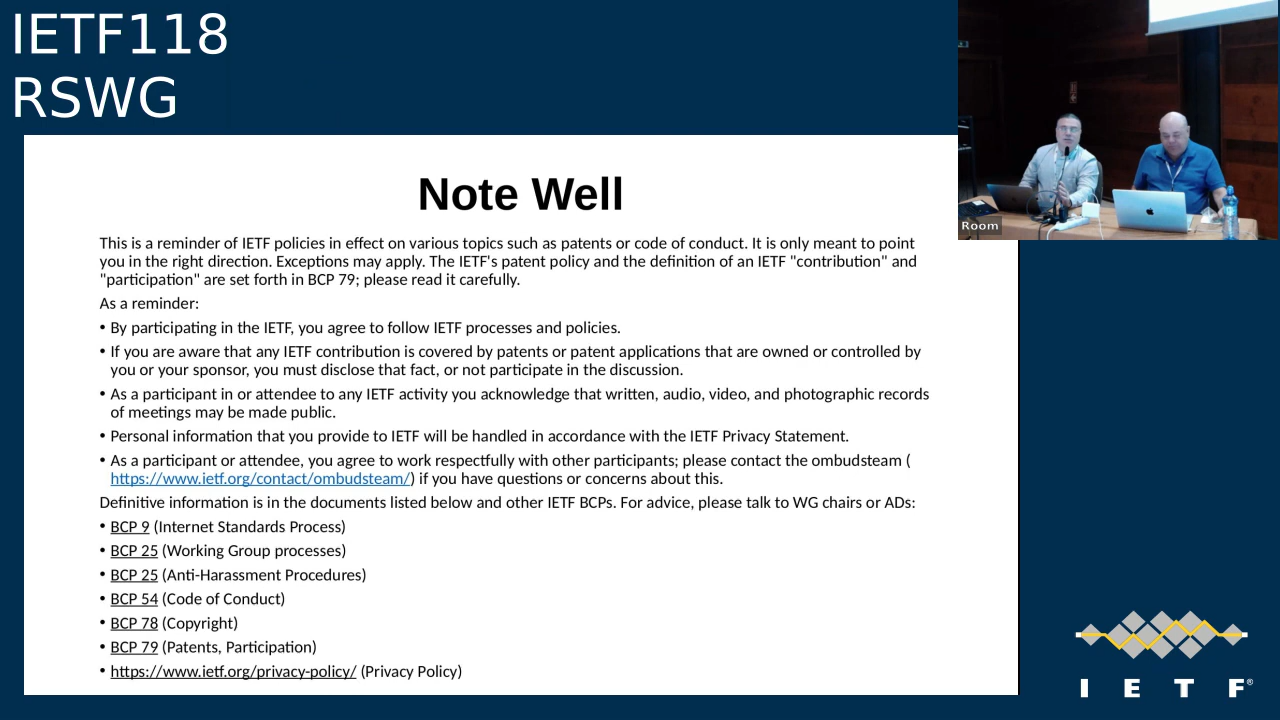 IETF118
RSWG
Room
Note Well
This is a reminder of IETF policies in effect on various topics such as patents or code of conduct. It is only meant to point
you in the right direction. Exceptions may apply. The IETF's patent policy and the definition of an IETF "contribution" and
"participation" are set forth in BCP 79; please read it carefully.
As a reminder:
• By participating in the IETF, you agree to follow IETF processes and policies.
• If you are aware that any IETF contribution is covered by patents or patent applications that are owned or controlled by
you or your sponsor, you must disclose that fact, or not participate in the discussion.
• As a participant in or attendee to any IETF activity you acknowledge that written, audio, video, and photographic records
of meetings may be made public.
• Personal information that you provide to IETF will be handled in accordance with the IETF Privacy Statement.
• As a participant or attendee, you agree to work respectfully with other participants; please contact the ombudsteam (
https://www.ietf.org/contact/ombudsteam/) if you have questions or concerns about this.
Definitive information is in the documents listed below and other IETF BCPs. For advice, please talk to WG chairs or ADs:
• BCP 9 (Internet Standards Process)
• BCP 25 (Working Group processes)
• BCP 25 (Anti-Harassment Procedures)
• BCP 54 (Code of Conduct)
• BCP 78 (Copyright)
• BCP 79 (Patents, Participation)
• https://www.ietf.org/privacy-policy/ (Privacy Policy)
I E T F®